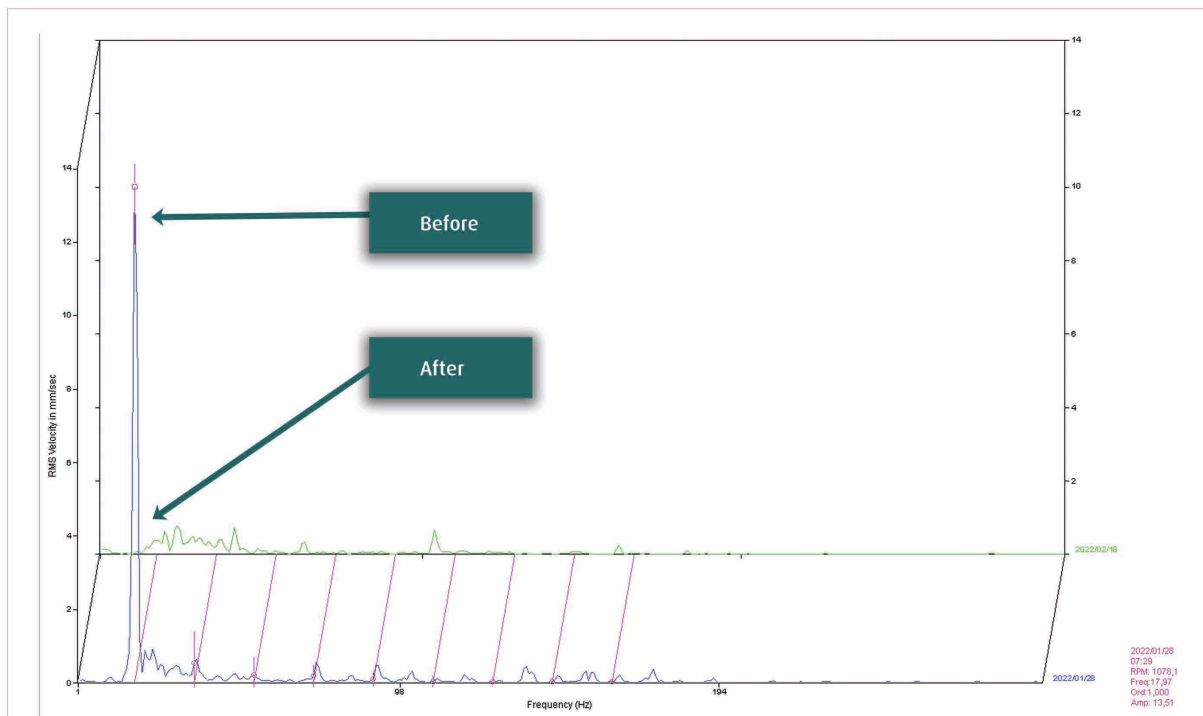 14
12
10
8
6
4
2
14
12
10
8
6
4
2
0
RMS Velocity in mm/sec
Before
After
2022/02/18
2022/01/28
1
98
194
Frequency (Hz)
2022/01/28
07:29
RPM: 1078,1
Freq:17,97
Ord:1,000
Amp: 13,51